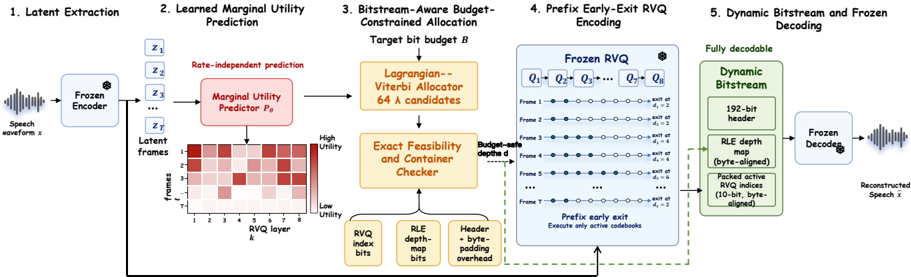 1. Latent Extraction
2. Learned Marginal Utility
Prediction
3. Bitstream-Aware Budget-
Constrained Allocation
4. Prefix Early-Exit RVQ
Encoding
5. Dynamic Bitstream and Frozen
Decoding
Speech
waveform x
Frozen
Encoder
z1
z2
z3
...
zT
Latent
frames
Rate-independent prediction
Marginal Utility
Predictor Pθ
High
Utility
Low
Utility
frames
t
1
2
3
4
T
1 2 3 4 5 6 7 8
RVQ layer
k
Target bit budget B
Lagrangian--
Viterbi Allocator
64 λ candidates
Exact Feasibility
and Container
Checker
RVQ
index
bits
RLE
depth-
map
bits
Header
+ byte-
padding
overhead
Budget-safe
depths d
Frozen RVQ
Q1 Q2 Q3 ... Q7 Q8
Frame 1
exit at
d1 = 2
Frame 2
exit at
Frame 3
exit at
Frame 4
exit at
Frame 5
exit at
... ...
Frame T
exit at
Prefix early exit
Execute only active codebooks
Fully decodable
Dynamic
Bitstream
192-bit
header
RLE depth
map
(byte-aligned)
Packed active
RVQ indices
(10-bit, byte-
aligned)
Frozen
Decoder
Reconstructed
Speech x̂